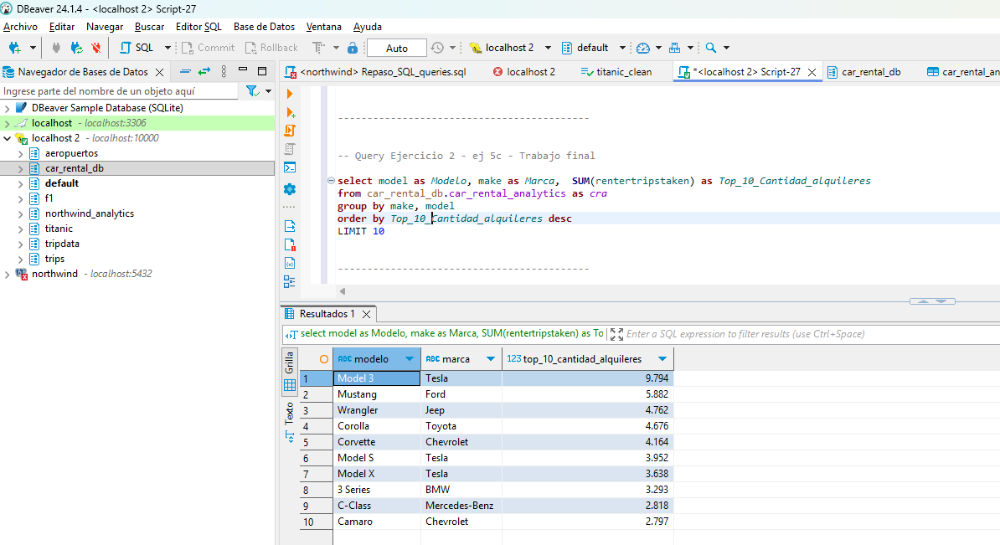 DBeaver 24.1.4 - <localhost 2> Script-27
Archivo Editar Navegar Buscar Editor SQL Base de Datos Ventana Ayuda
SQL Commit Rollback Auto localhost 2 default
Navegador de Bases de Datos
Ingrese parte del nombre de un objeto aquí
DBeaver Sample Database (SQLite)
localhost - localhost:3306
localhost 2 - localhost:10000
aeropuertos
car_rental_db
default
f1
northwind_analytics
titanic
tripdata
trips
northwind - localhost:5432
<northwind> Repaso_SQL_queries.sql localhost 2 titanic_clean *<localhost 2> Script-27 car_rental_db car_rental_an
-------------------------------------------
-- Query Ejercicio 2 - ej 5c - Trabajo final
select model as Modelo, make as Marca, SUM(rentertripstaken) as Top_10_Cantidad_alquileres
from car_rental_db.car_rental_analytics as cra
group by make, model
order by Top_10_Cantidad_alquileres desc
LIMIT 10
-------------------------------------------
Resultados 1
select model as Modelo, make as Marca, SUM(rentertripstaken) as To Enter a SQL expression to filter results (use Ctrl+Space)
Grilla
Texto
ABC modelo ABC marca 123 top_10_cantidad_alquileres
1 Model 3 Tesla 9.794
2 Mustang Ford 5.882
3 Wrangler Jeep 4.762
4 Corolla Toyota 4.676
5 Corvette Chevrolet 4.164
6 Model S Tesla 3.952
7 Model X Tesla 3.638
8 3 Series BMW 3.293
9 C-Class Mercedes-Benz 2.818
10 Camaro Chevrolet 2.797